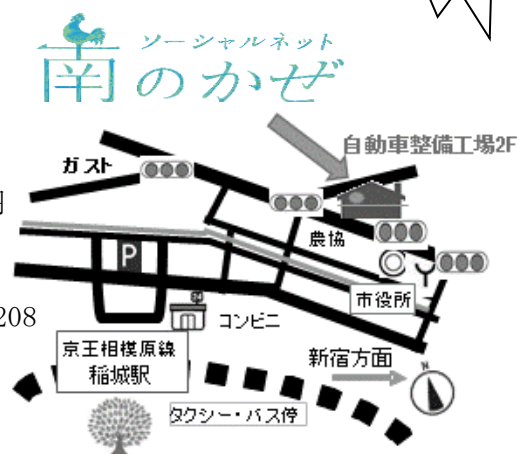 ソーシャルネット
南のかぜ
自動車整備工場2F
ガスト
農協
P
市役所
208
24
コンビニ
京王相模原線
稲城駅
新宿方面
N
タクシー・バス停